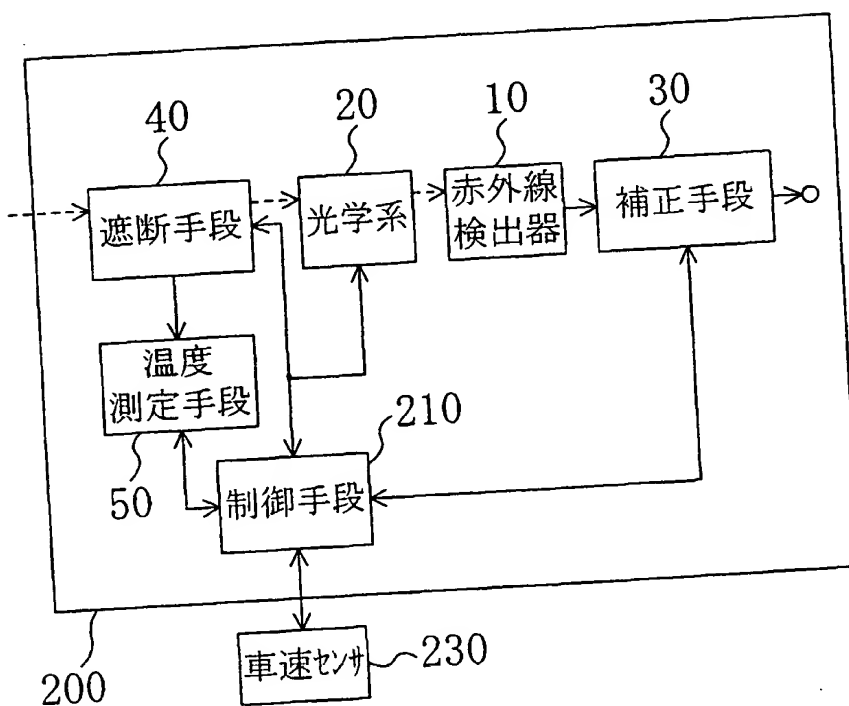 40
20
10
30
遮断手段
光学系
赤外線
検出器
補正手段
温度
測定手段
50
210
制御手段
200
車速センサ
230